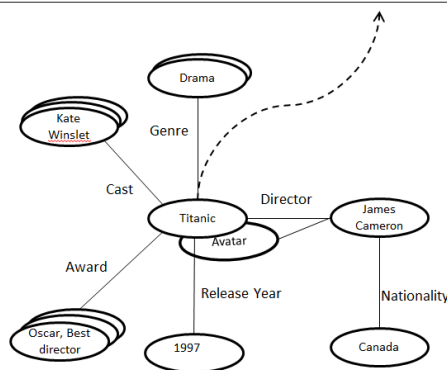 Drama
Kate
Winslet
Genre
Cast
Director
Titanic
James
Cameron
Avatar
Award
Release Year
Nationality
Oscar, Best
director
1997
Canada